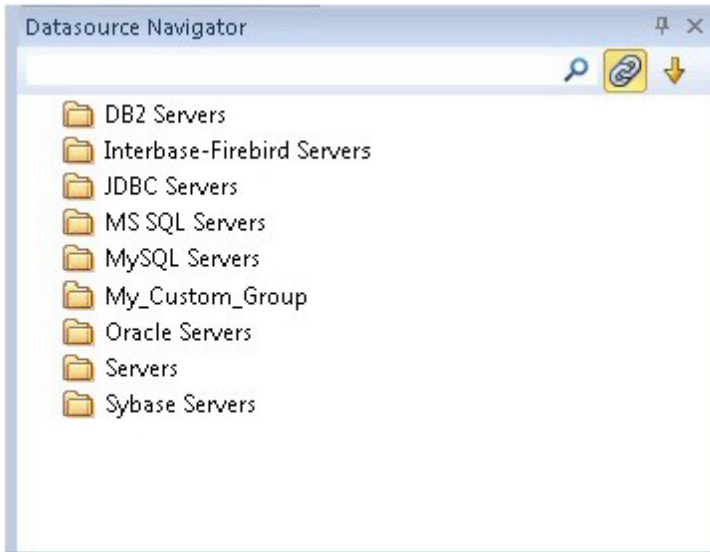 Datasource Navigator
DB2 Servers
Interbase-Firebird Servers
JDBC Servers
MS SQL Servers
MySQL Servers
My_Custom_Group
Oracle Servers
Servers
Sybase Servers